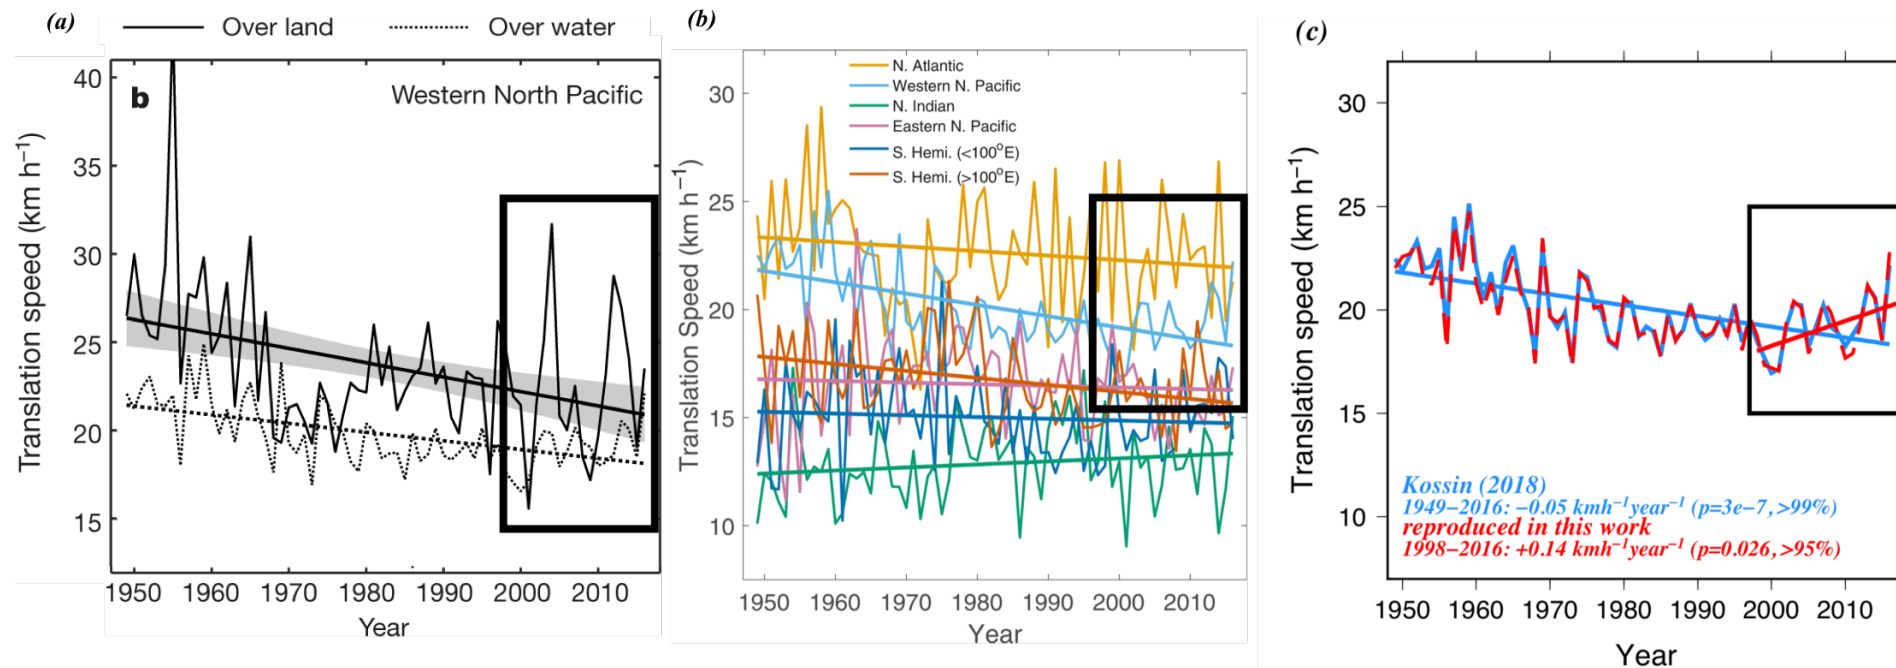 (a)
Over land
Over water
b
Western North Pacific
Translation speed (km h⁻¹)
40
35
30
25
20
15
1950 1960 1970 1980 1990 2000 2010
Year
(b)
N. Atlantic
Western N. Pacific
N. Indian
Eastern N. Pacific
S. Hemi. (<100°E)
S. Hemi. (>100°E)
Translation Speed (km h⁻¹)
30
25
20
15
10
1950 1960 1970 1980 1990 2000 2010
Year
(c)
Translation speed (km h⁻¹)
30
25
20
15
10
Kossin (2018)
1949−2016: −0.05 kmh⁻¹year⁻¹ (p=3e−7, >99%)
reproduced in this work
1998−2016: +0.14 kmh⁻¹year⁻¹ (p=0.026, >95%)
1950 1960 1970 1980 1990 2000 2010
Year